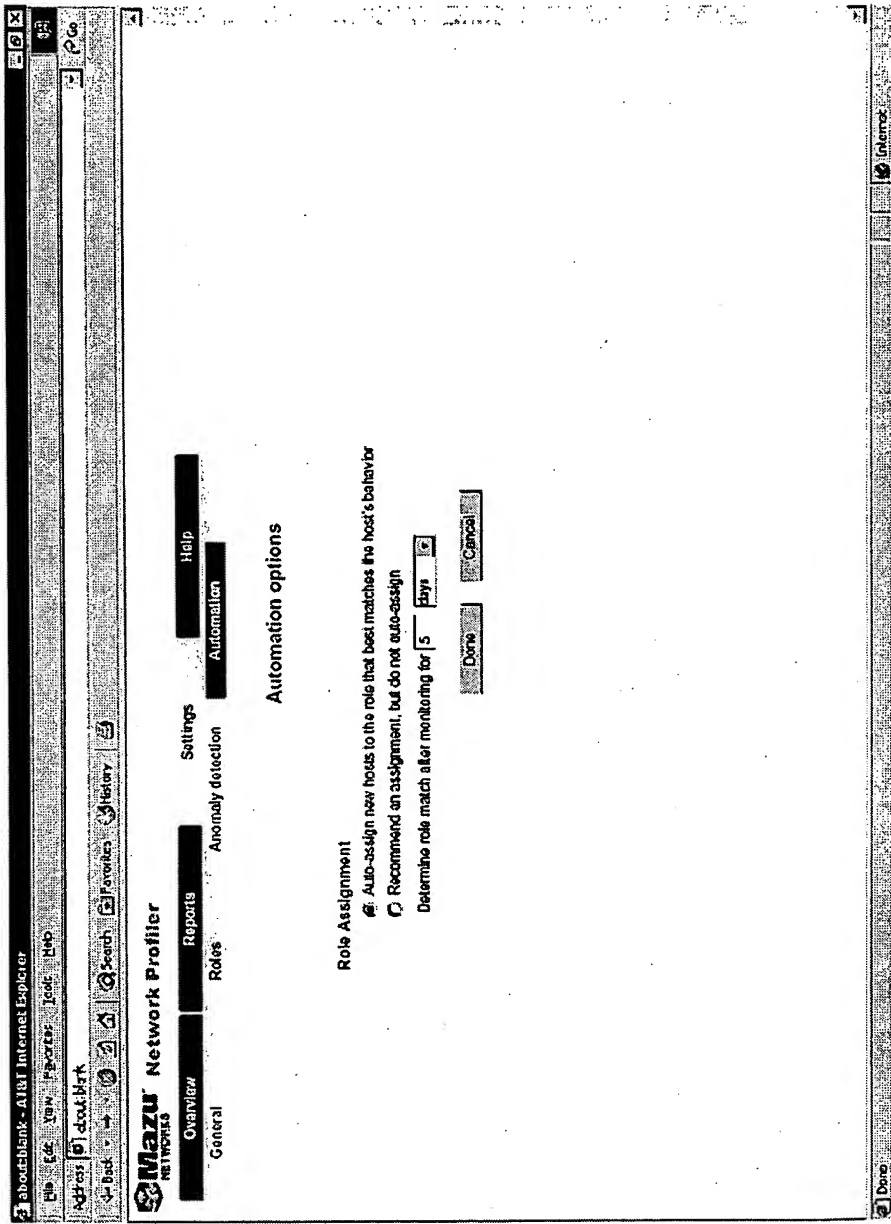 about:blank - AT&T Internet Explorer
File Edit View Favorites Tools Help
Address about:blank Go
Back Search Favorites History
Mazu Network Profiler
NETWORKS
Overview Reports Settings Help
General Roles Anomaly detection Automation
Automation options
Role Assignment
Auto-assign new hosts to the role that best matches the host's behavior
Recommend an assignment, but do not auto-assign
Determine role match after monitoring for 5 days
Done Cancel
Done Internet